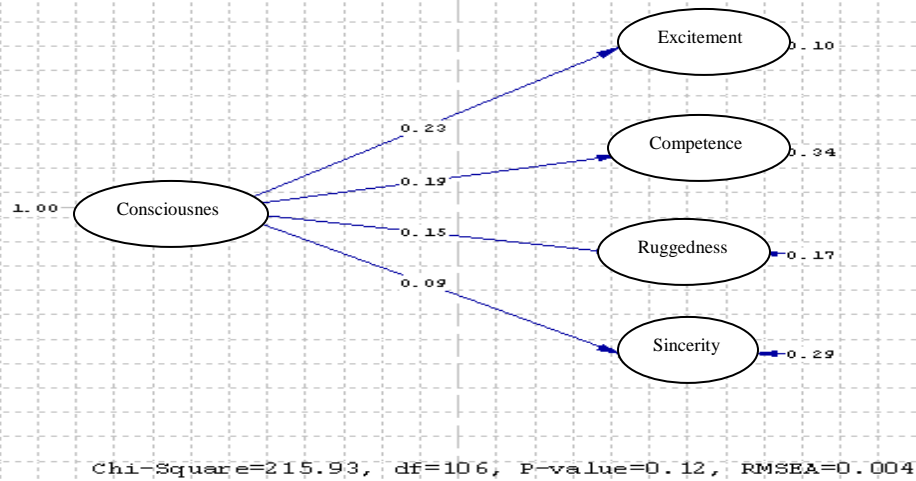 Excitement
0.10
0.23
Competence
0.34
0.19
Consciousnes
1.00
0.15
Ruggedness
0.17
0.09
Sincerity
0.29
Chi-Square=215.93, df=106, P-value=0.12, RMSEA=0.004